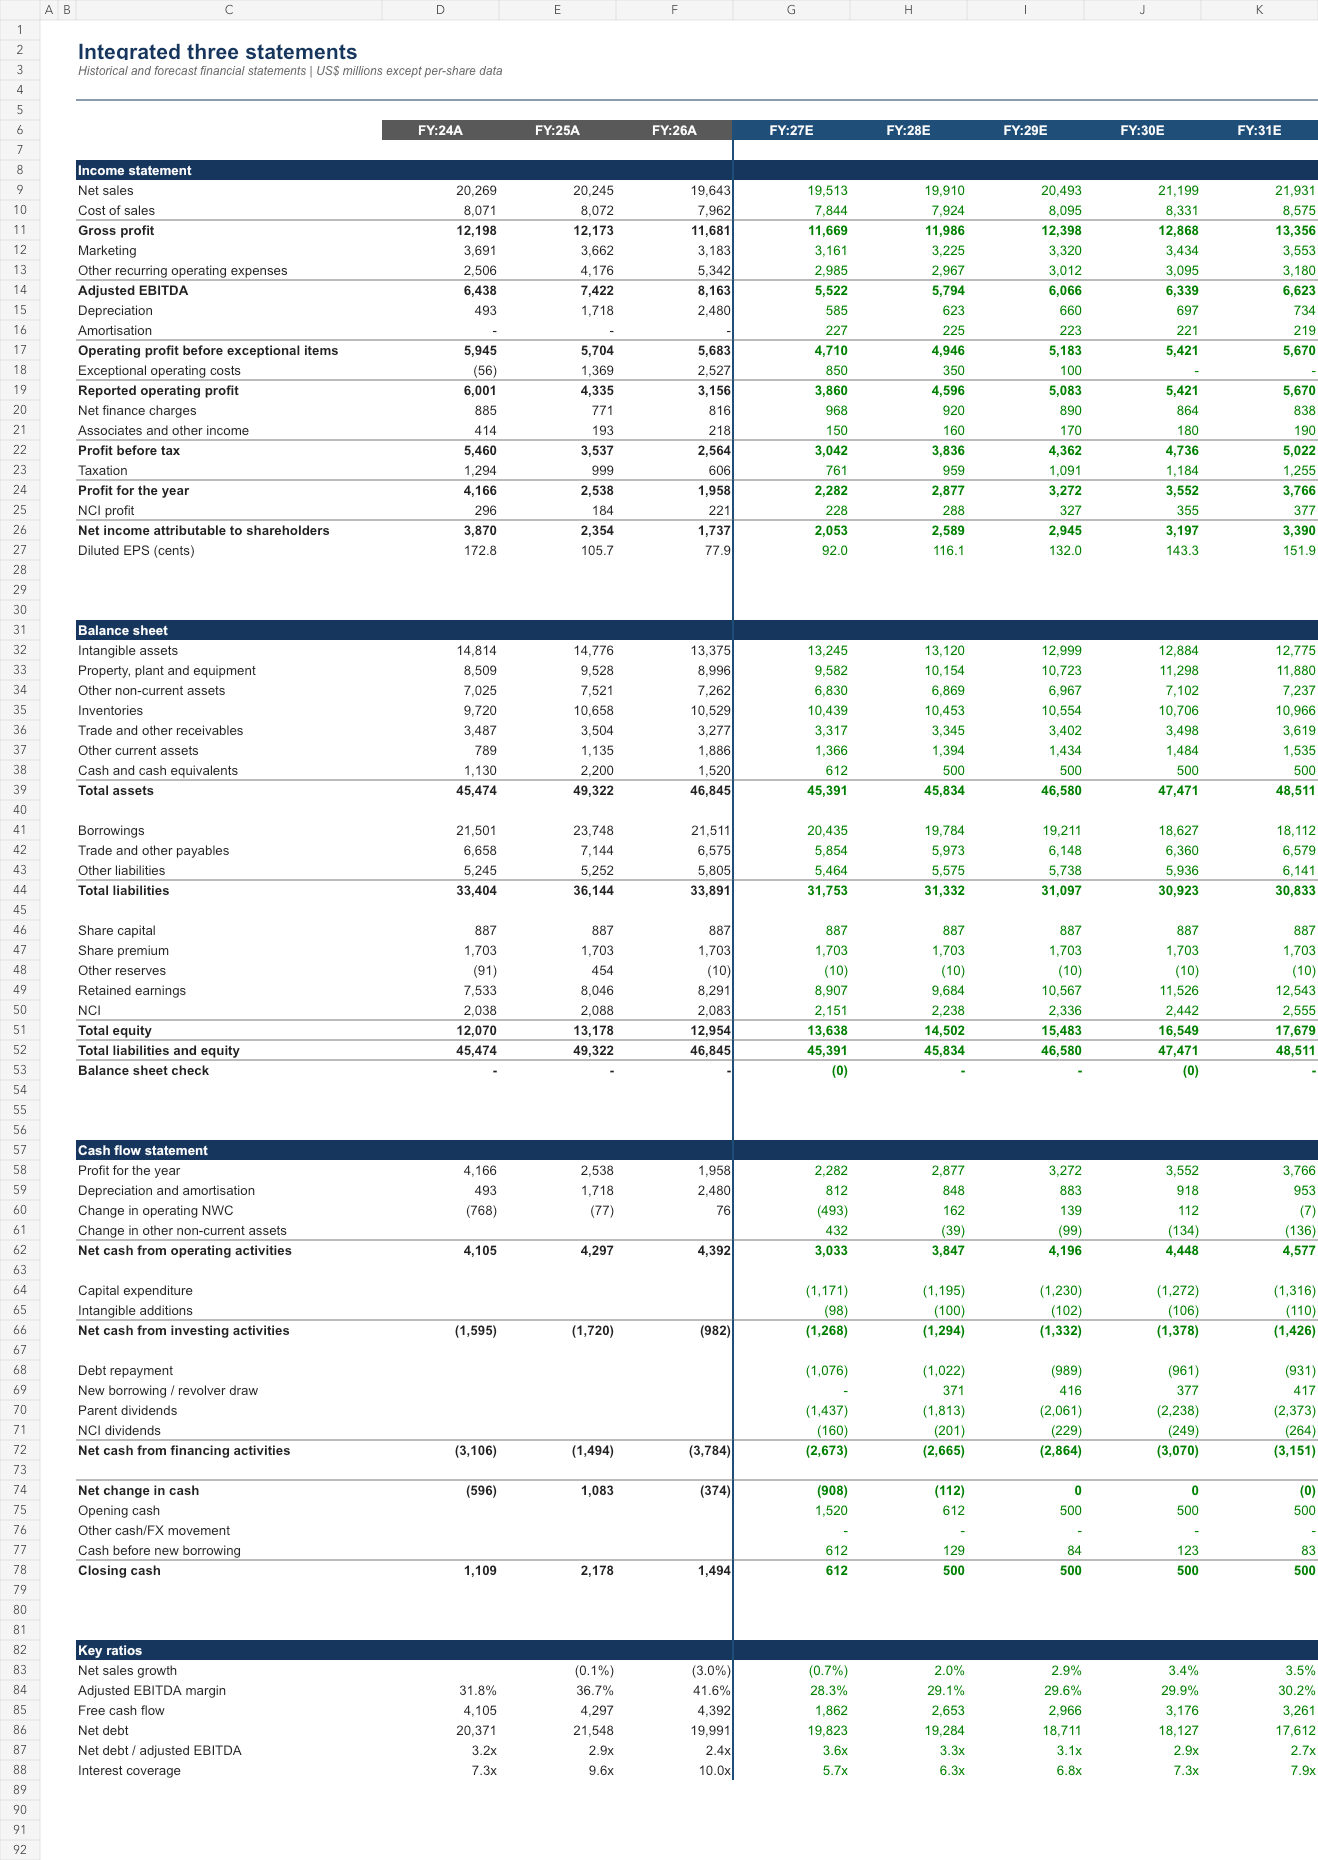 A B C D E F G H I J K
1
2 Integrated three statements
3 Historical and forecast financial statements | US$ millions except per-share data
4
5
6 FY:24A FY:25A FY:26A FY:27E FY:28E FY:29E FY:30E FY:31E
7
8 Income statement
9 Net sales 20,269 20,245 19,643 19,513 19,910 20,493 21,199 21,931
10 Cost of sales 8,071 8,072 7,962 7,844 7,924 8,095 8,331 8,575
11 Gross profit 12,198 12,173 11,681 11,669 11,986 12,398 12,868 13,356
12 Marketing 3,691 3,662 3,183 3,161 3,225 3,320 3,434 3,553
13 Other recurring operating expenses 2,506 4,176 5,342 2,985 2,967 3,012 3,095 3,180
14 Adjusted EBITDA 6,438 7,422 8,163 5,522 5,794 6,066 6,339 6,623
15 Depreciation 493 1,718 2,480 585 623 660 697 734
16 Amortisation - - - 227 225 223 221 219
17 Operating profit before exceptional items 5,945 5,704 5,683 4,710 4,946 5,183 5,421 5,670
18 Exceptional operating costs (56) 1,369 2,527 850 350 100 - -
19 Reported operating profit 6,001 4,335 3,156 3,860 4,596 5,083 5,421 5,670
20 Net finance charges 885 771 816 968 920 890 864 838
21 Associates and other income 414 193 218 150 160 170 180 190
22 Profit before tax 5,460 3,537 2,564 3,042 3,836 4,362 4,736 5,022
23 Taxation 1,294 999 606 761 959 1,091 1,184 1,255
24 Profit for the year 4,166 2,538 1,958 2,282 2,877 3,272 3,552 3,766
25 NCI profit 296 184 221 228 288 327 355 377
26 Net income attributable to shareholders 3,870 2,354 1,737 2,053 2,589 2,945 3,197 3,390
27 Diluted EPS (cents) 172.8 105.7 77.9 92.0 116.1 132.0 143.3 151.9
28
29
30
31 Balance sheet
32 Intangible assets 14,814 14,776 13,375 13,245 13,120 12,999 12,884 12,775
33 Property, plant and equipment 8,509 9,528 8,996 9,582 10,154 10,723 11,298 11,880
34 Other non-current assets 7,025 7,521 7,262 6,830 6,869 6,967 7,102 7,237
35 Inventories 9,720 10,658 10,529 10,439 10,453 10,554 10,706 10,966
36 Trade and other receivables 3,487 3,504 3,277 3,317 3,345 3,402 3,498 3,619
37 Other current assets 789 1,135 1,886 1,366 1,394 1,434 1,484 1,535
38 Cash and cash equivalents 1,130 2,200 1,520 612 500 500 500 500
39 Total assets 45,474 49,322 46,845 45,391 45,834 46,580 47,471 48,511
40
41 Borrowings 21,501 23,748 21,511 20,435 19,784 19,211 18,627 18,112
42 Trade and other payables 6,658 7,144 6,575 5,854 5,973 6,148 6,360 6,579
43 Other liabilities 5,245 5,252 5,805 5,464 5,575 5,738 5,936 6,141
44 Total liabilities 33,404 36,144 33,891 31,753 31,332 31,097 30,923 30,833
45
46 Share capital 887 887 887 887 887 887 887 887
47 Share premium 1,703 1,703 1,703 1,703 1,703 1,703 1,703 1,703
48 Other reserves (91) 454 (10) (10) (10) (10) (10) (10)
49 Retained earnings 7,533 8,046 8,291 8,907 9,684 10,567 11,526 12,543
50 NCI 2,038 2,088 2,083 2,151 2,238 2,336 2,442 2,555
51 Total equity 12,070 13,178 12,954 13,638 14,502 15,483 16,549 17,679
52 Total liabilities and equity 45,474 49,322 46,845 45,391 45,834 46,580 47,471 48,511
53 Balance sheet check - - - (0) - - (0) -
54
55
56
57 Cash flow statement
58 Profit for the year 4,166 2,538 1,958 2,282 2,877 3,272 3,552 3,766
59 Depreciation and amortisation 493 1,718 2,480 812 848 883 918 953
60 Change in operating NWC (768) (77) 76 (493) 162 139 112 (7)
61 Change in other non-current assets 432 (39) (99) (134) (136)
62 Net cash from operating activities 4,105 4,297 4,392 3,033 3,847 4,196 4,448 4,577
63
64 Capital expenditure (1,171) (1,195) (1,230) (1,272) (1,316)
65 Intangible additions (98) (100) (102) (106) (110)
66 Net cash from investing activities (1,595) (1,720) (982) (1,268) (1,294) (1,332) (1,378) (1,426)
67
68 Debt repayment (1,076) (1,022) (989) (961) (931)
69 New borrowing / revolver draw - 371 416 377 417
70 Parent dividends (1,437) (1,813) (2,061) (2,238) (2,373)
71 NCI dividends (160) (201) (229) (249) (264)
72 Net cash from financing activities (3,106) (1,494) (3,784) (2,673) (2,665) (2,864) (3,070) (3,151)
73
74 Net change in cash (596) 1,083 (374) (908) (112) 0 0 (0)
75 Opening cash 1,520 612 500 500 500
76 Other cash/FX movement - - - - -
77 Cash before new borrowing 612 129 84 123 83
78 Closing cash 1,109 2,178 1,494 612 500 500 500 500
79
80
81
82 Key ratios
83 Net sales growth (0.1%) (3.0%) (0.7%) 2.0% 2.9% 3.4% 3.5%
84 Adjusted EBITDA margin 31.8% 36.7% 41.6% 28.3% 29.1% 29.6% 29.9% 30.2%
85 Free cash flow 4,105 4,297 4,392 1,862 2,653 2,966 3,176 3,261
86 Net debt 20,371 21,548 19,991 19,823 19,284 18,711 18,127 17,612
87 Net debt / adjusted EBITDA 3.2x 2.9x 2.4x 3.6x 3.3x 3.1x 2.9x 2.7x
88 Interest coverage 7.3x 9.6x 10.0x 5.7x 6.3x 6.8x 7.3x 7.9x
89
90
91
92